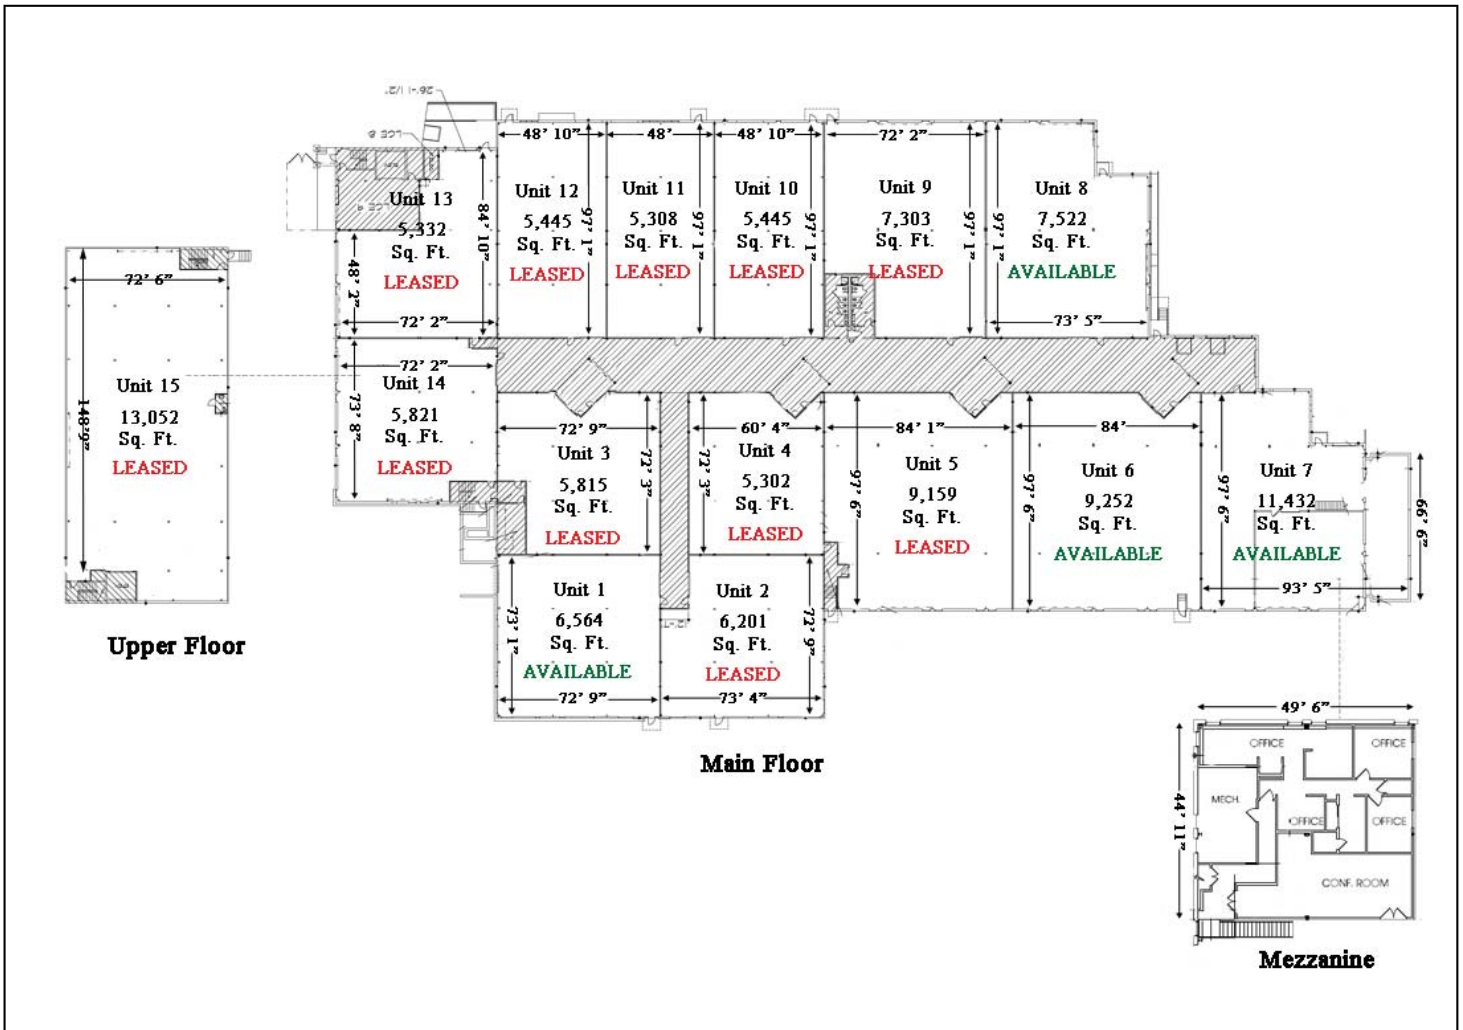 26'-1 1/2"
LCE 8
48' 10"
48'
48' 10"
72' 2"
Unit 13
5,332
Sq. Ft.
LEASED
84' 10"
48' 2"
72' 2"
Unit 12
5,445
Sq. Ft.
LEASED
97' 1"
Unit 11
5,308
Sq. Ft.
LEASED
97' 1"
Unit 10
5,445
Sq. Ft.
LEASED
97' 1"
Unit 9
7,303
Sq. Ft.
LEASED
97' 1"
Unit 8
7,522
Sq. Ft.
AVAILABLE
97' 1"
73' 5"
72' 6"
Unit 15
13,052
Sq. Ft.
LEASED
148'9"
Upper Floor
72' 2"
Unit 14
5,821
Sq. Ft.
LEASED
73' 8"
72' 9"
Unit 3
5,815
Sq. Ft.
LEASED
72' 3"
60' 4"
Unit 4
5,302
Sq. Ft.
LEASED
72' 3"
84' 1"
Unit 5
9,159
Sq. Ft.
LEASED
97' 6"
84'
Unit 6
9,252
Sq. Ft.
AVAILABLE
97' 6"
Unit 7
11,432
Sq. Ft.
AVAILABLE
97' 6"
66' 6"
93' 5"
Unit 1
6,564
Sq. Ft.
AVAILABLE
73' 1"
72' 9"
Unit 2
6,201
Sq. Ft.
LEASED
72' 9"
73' 4"
Main Floor
49' 6"
44' 11"
OFFICE
OFFICE
MECH.
OFFICE
OFFICE
CONF. ROOM
Mezzanine